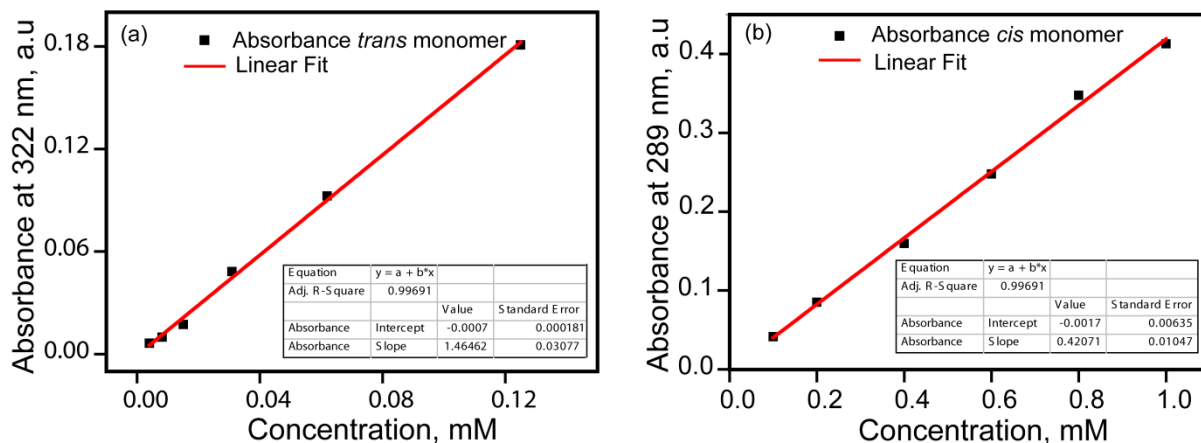 (a)
Absorbance trans monomer
Linear Fit
Absorbance at 322 nm, a.u
0.18
0.12
0.06
0.00
Equation y = a + b*x
Adj. R-Square 0.99691
Value Standard Error
Absorbance Intercept -0.0007 0.000181
Absorbance Slope 1.46462 0.03077
0.00 0.04 0.08 0.12
Concentration, mM
(b)
Absorbance cis monomer
Linear Fit
Absorbance at 289 nm, a.u
0.4
0.3
0.2
0.1
0.0
Equation y = a + b*x
Adj. R-Square 0.99691
Value Standard Error
Absorbance Intercept -0.0017 0.00635
Absorbance Slope 0.42071 0.01047
0.0 0.2 0.4 0.6 0.8 1.0
Concentration, mM